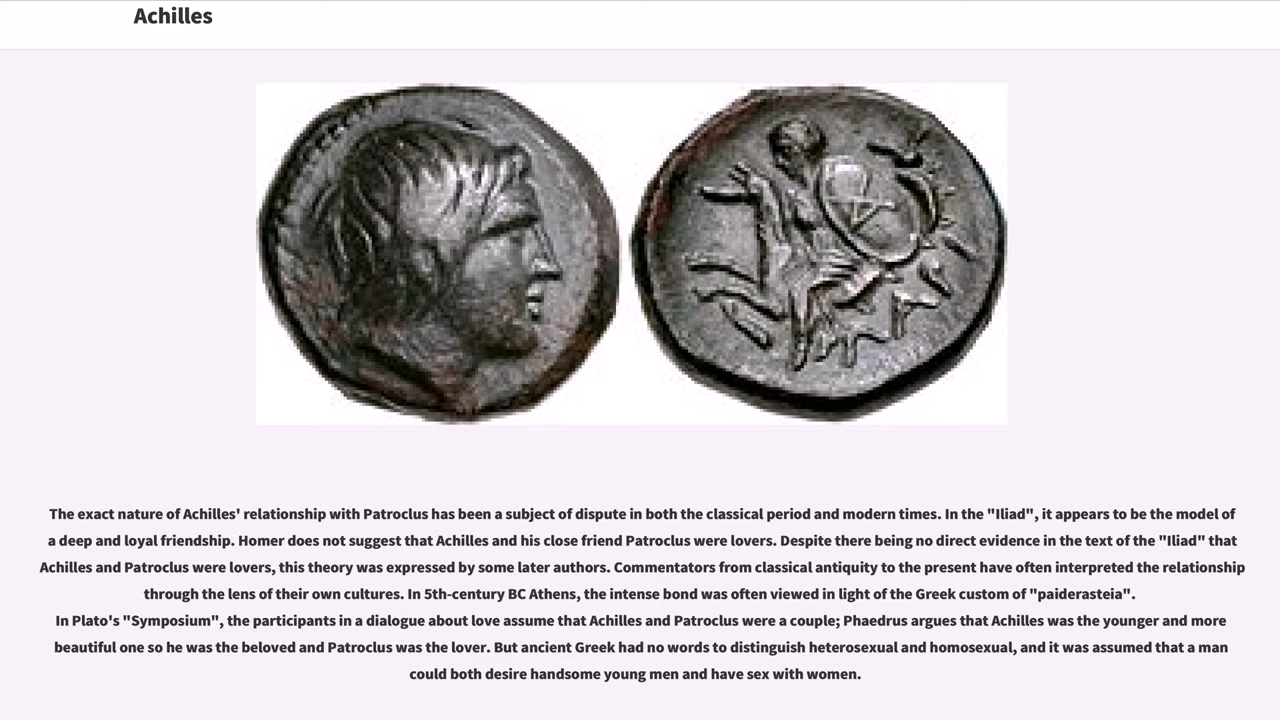 Achilles
The exact nature of Achilles' relationship with Patroclus has been a subject of dispute in both the classical period and modern times. In the "Iliad", it appears to be the model of
a deep and loyal friendship. Homer does not suggest that Achilles and his close friend Patroclus were lovers. Despite there being no direct evidence in the text of the "Iliad" that
Achilles and Patroclus were lovers, this theory was expressed by some later authors. Commentators from classical antiquity to the present have often interpreted the relationship
through the lens of their own cultures. In 5th-century BC Athens, the intense bond was often viewed in light of the Greek custom of "paiderasteia".
In Plato's "Symposium", the participants in a dialogue about love assume that Achilles and Patroclus were a couple; Phaedrus argues that Achilles was the younger and more
beautiful one so he was the beloved and Patroclus was the lover. But ancient Greek had no words to distinguish heterosexual and homosexual, and it was assumed that a man
could both desire handsome young men and have sex with women.